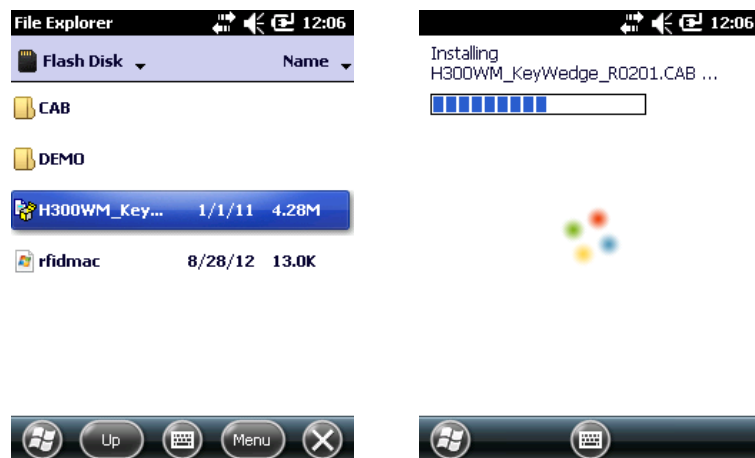 File Explorer 12:06
Flash Disk Name
CAB
DEMO
H300WM_Key... 1/1/11 4.28M
rfidmac 8/28/12 13.0K
Up Menu
12:06
Installing
H300WM_KeyWedge_R0201.CAB ...